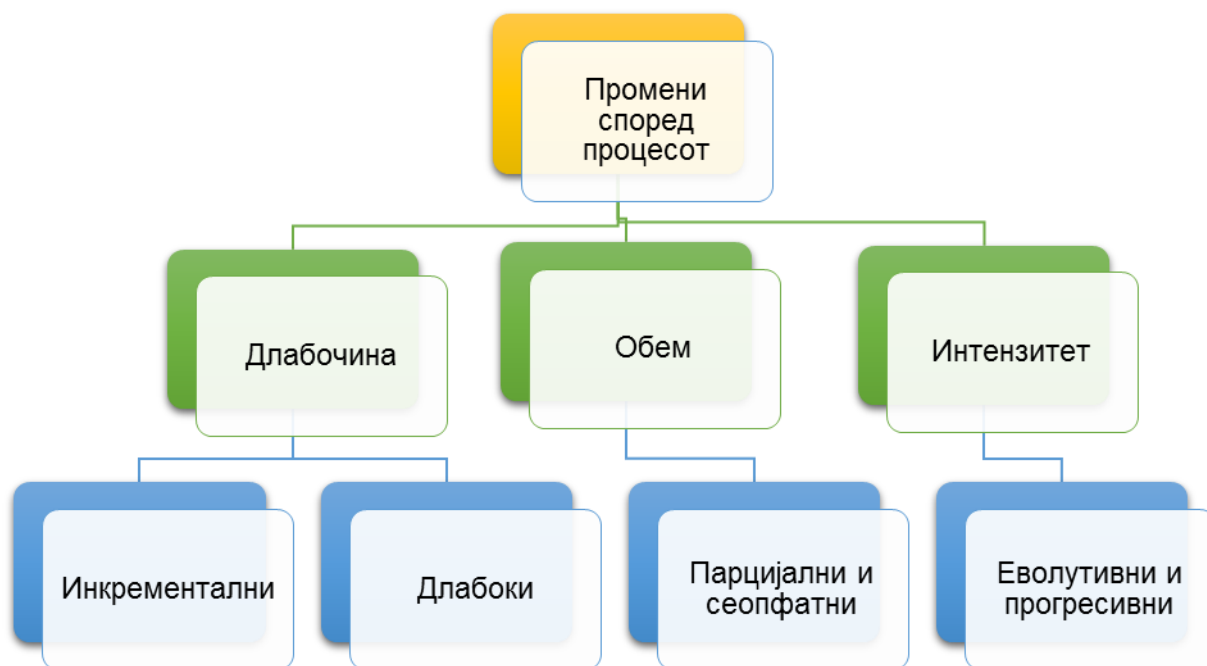 Промени
според
процесот
Длабочина
Обем
Интензитет
Инкрементални
Длабоки
Парцијални и
сеопфатни
Еволутивни и
прогресивни